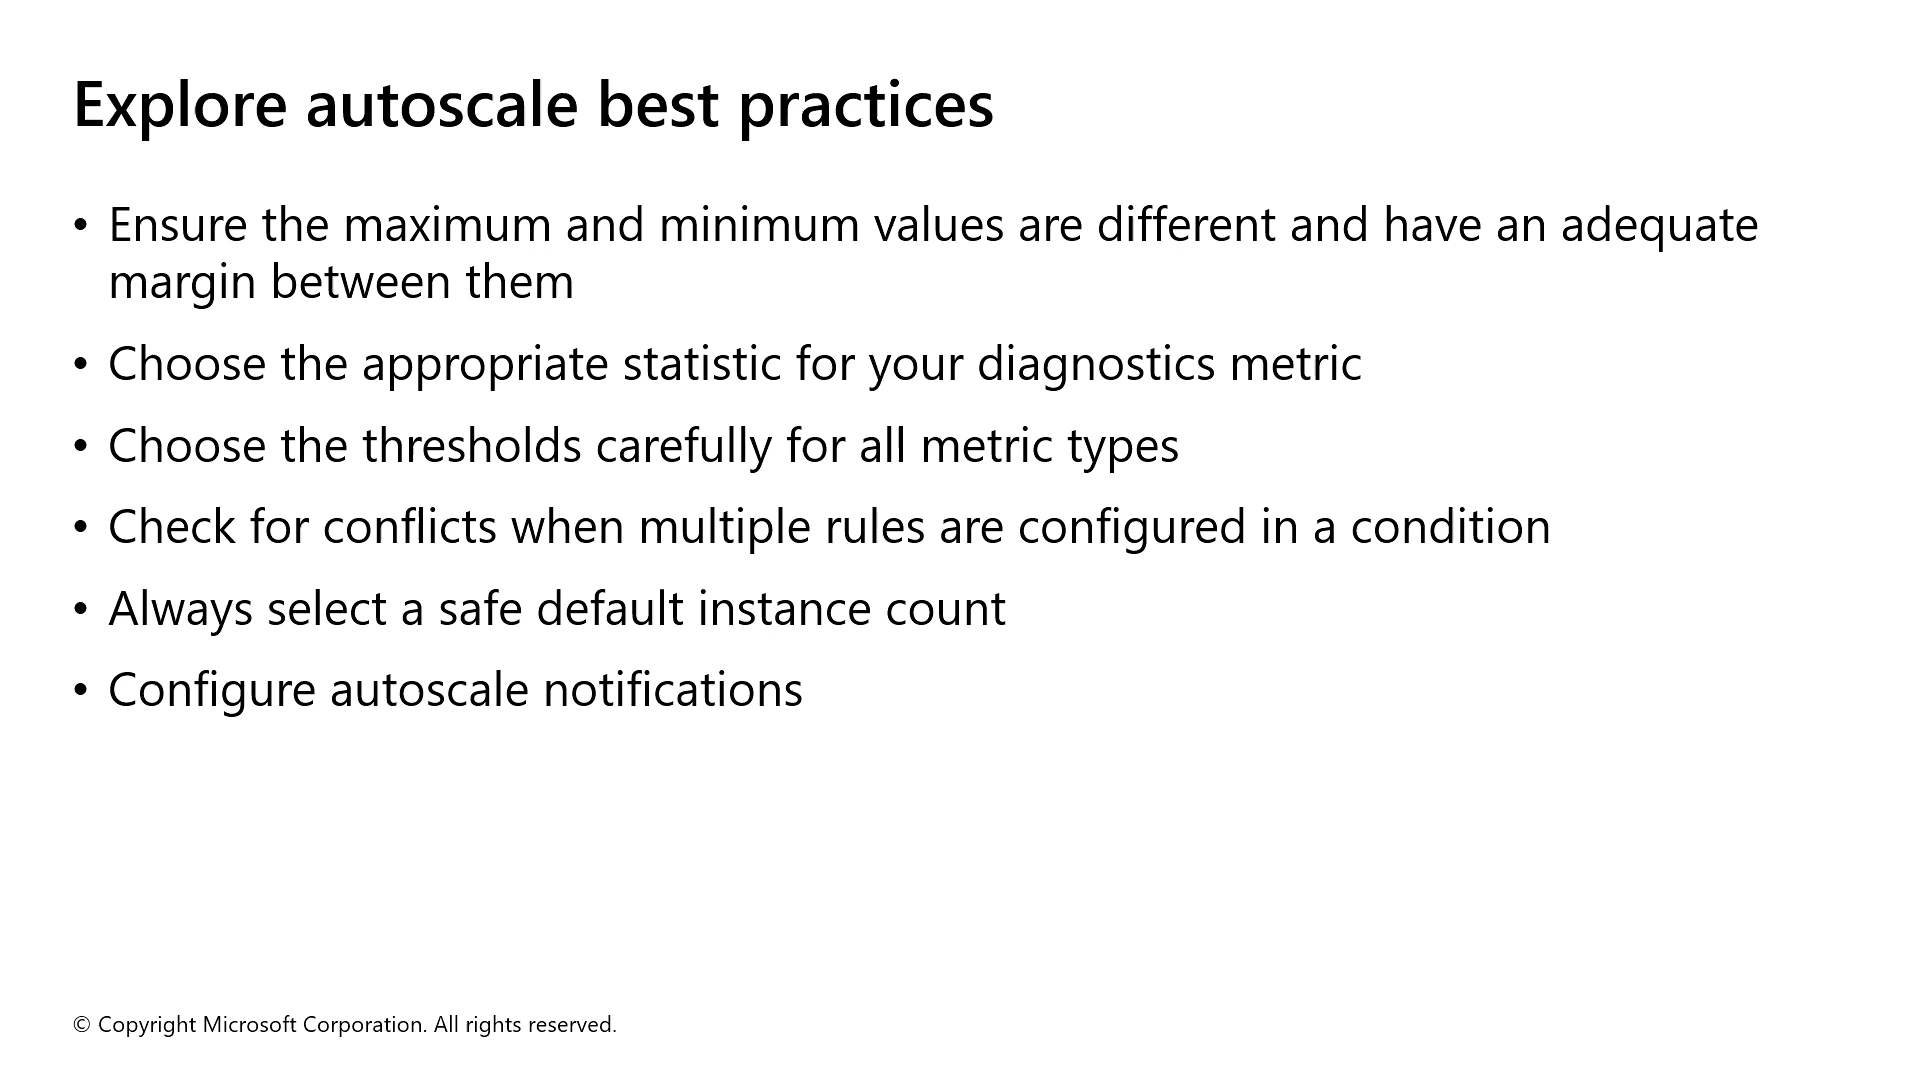 Explore autoscale best practices
• Ensure the maximum and minimum values are different and have an adequate
margin between them
• Choose the appropriate statistic for your diagnostics metric
• Choose the thresholds carefully for all metric types
• Check for conflicts when multiple rules are configured in a condition
• Always select a safe default instance count
• Configure autoscale notifications
© Copyright Microsoft Corporation. All rights reserved.